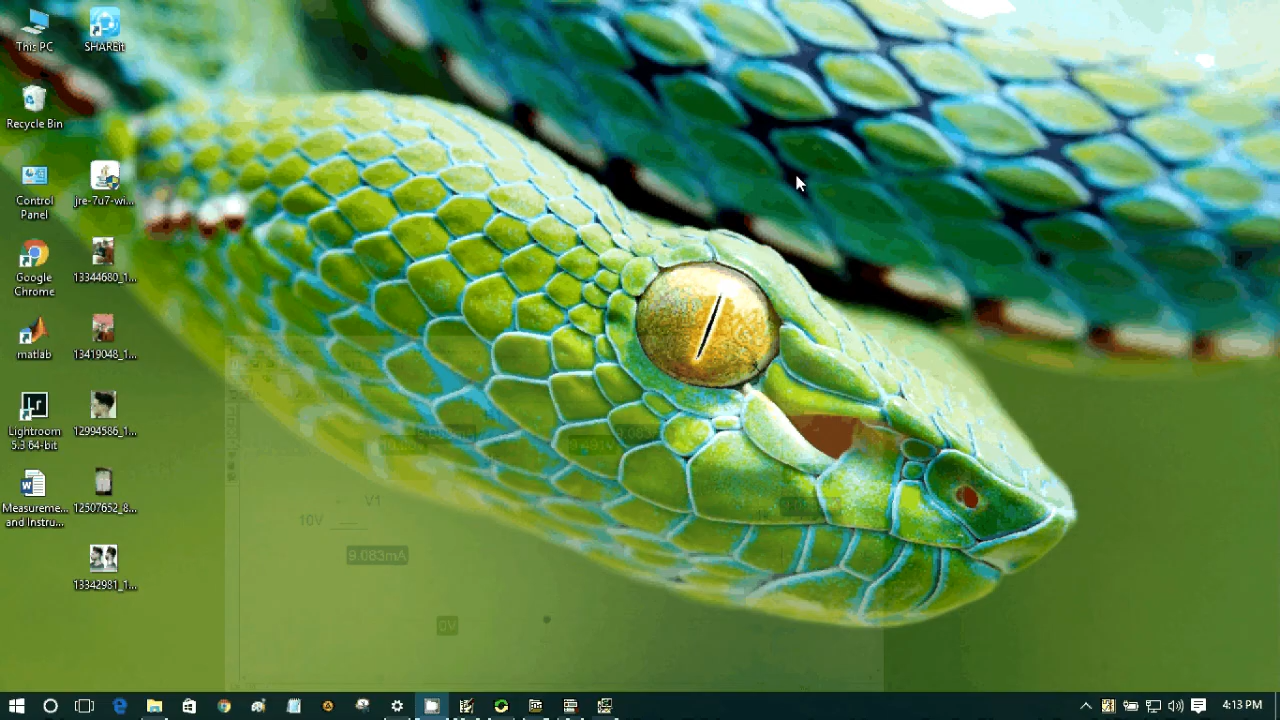 This PC
SHAREit
Recycle Bin
Control Panel
jre-7u7-wi...
Google Chrome
13344680_1...
matlab
13419048_1...
Lightroom 5.3 64-bit
12994586_1...
Measureme... and Instru...
12507652_8...
13342981_1...
V1
10V
9.083mA
0V
4:13 PM